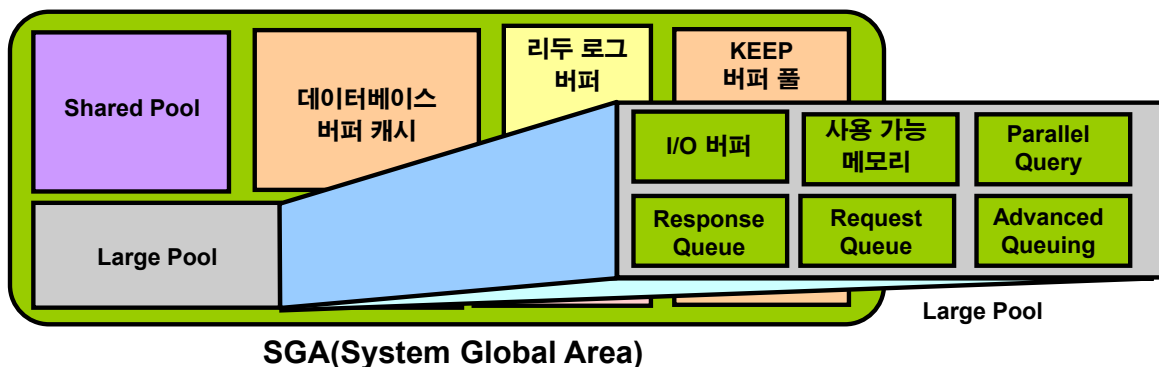 Shared Pool
데이터베이스
버퍼 캐시
리두 로그
버퍼
KEEP
버퍼 풀
Large Pool
I/O 버퍼
사용 가능
메모리
Parallel
Query
Response
Queue
Request
Queue
Advanced
Queuing
Large Pool
SGA(System Global Area)